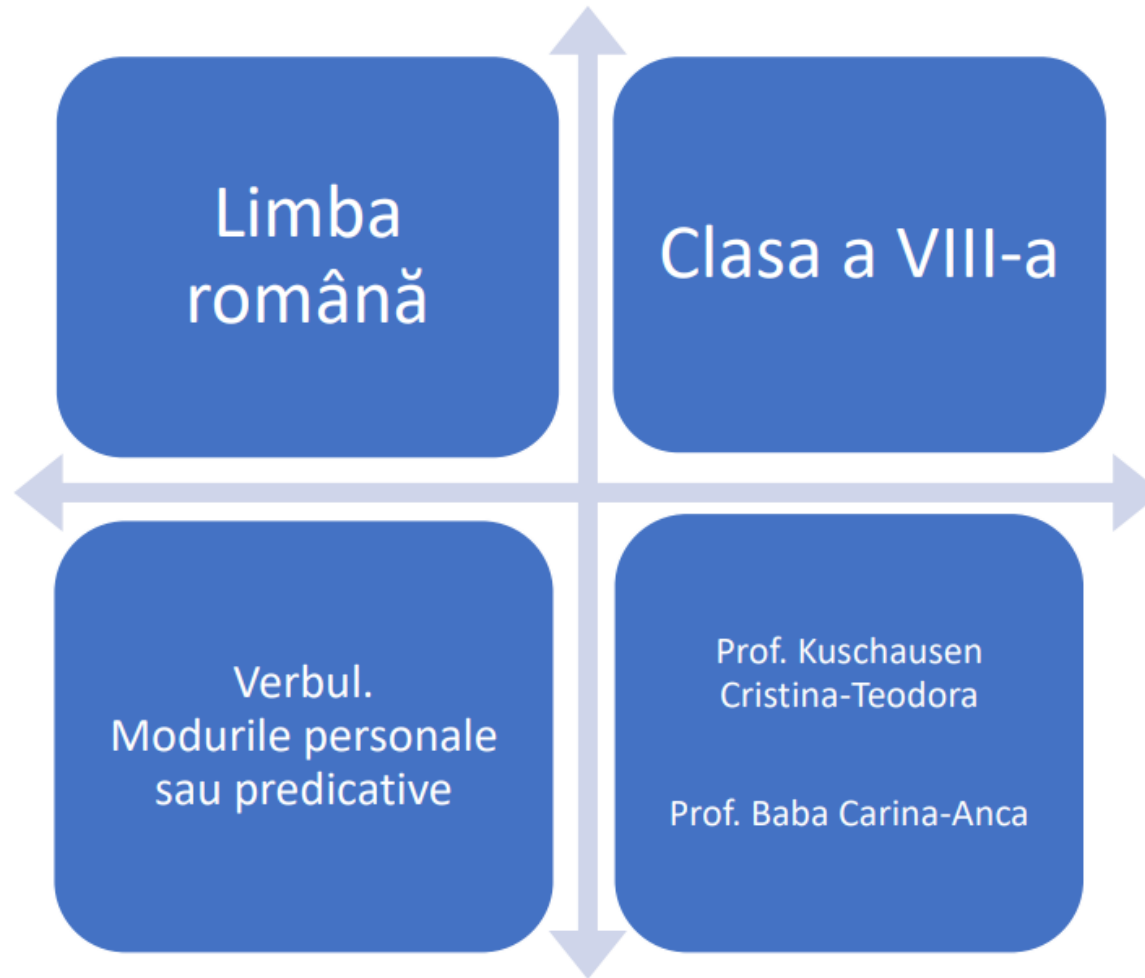 Limba
română
Clasa a VIII-a
Verbul.
Modurile personale
sau predicative
Prof. Kuschausen
Cristina-Teodora
Prof. Baba Carina-Anca